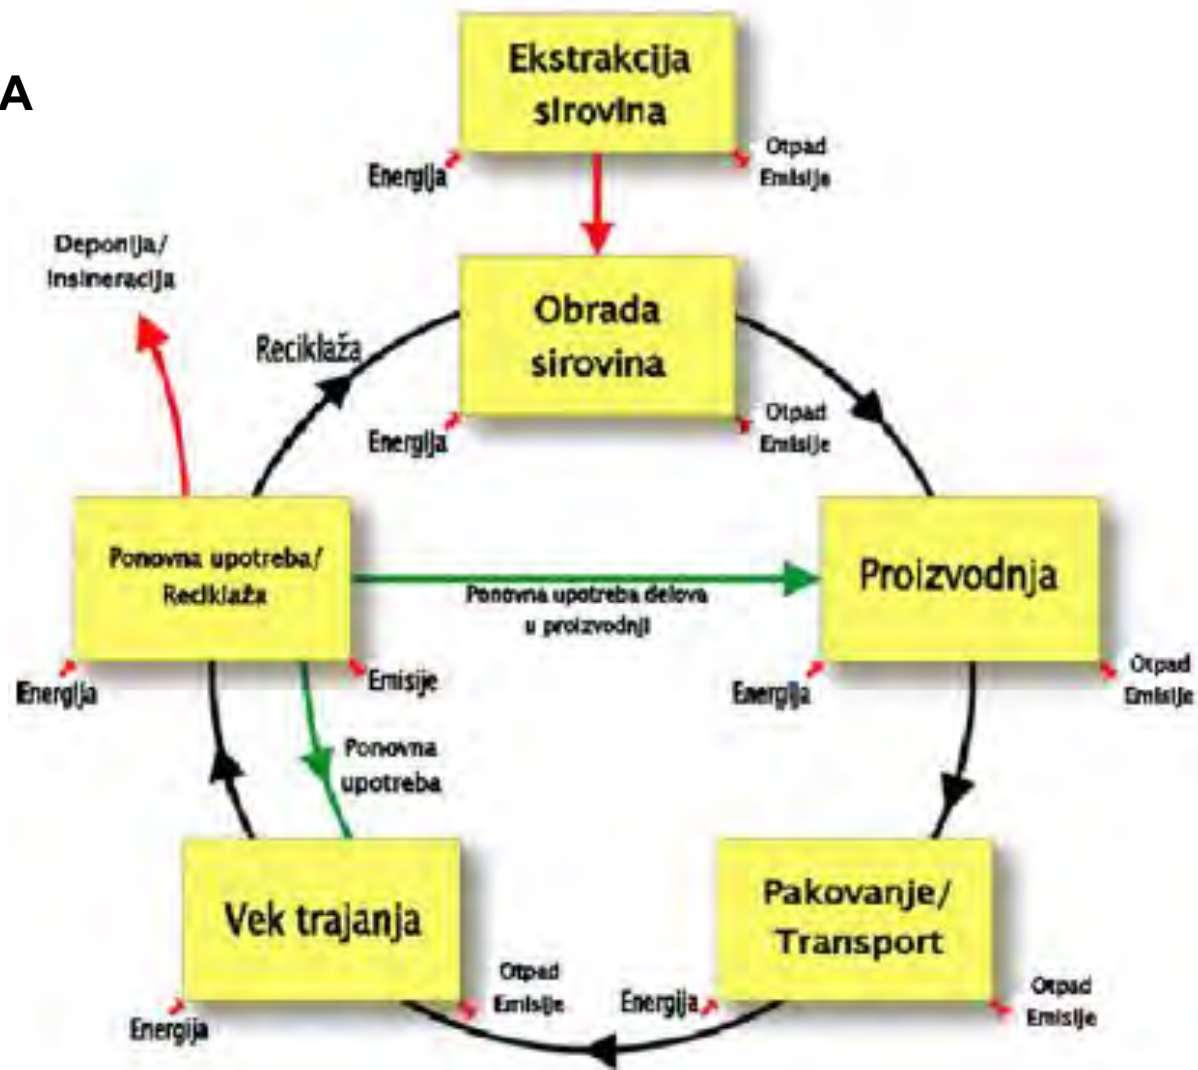 A
Ekstrakcija
sirovina
Energija
Otpad
Emisije
Deponija/
Insineracija
Reciklaža
Obrada
sirovina
Energija
Otpad
Emisije
Ponovna upotreba/
Reciklaža
Ponovna upotreba delova
u proizvodnji
Proizvodnja
Energija
Emisije
Energija
Otpad
Emisije
Ponovna
upotreba
Vek trajanja
Pakovanje/
Transport
Energija
Otpad
Emisije
Energija
Otpad
Emisije